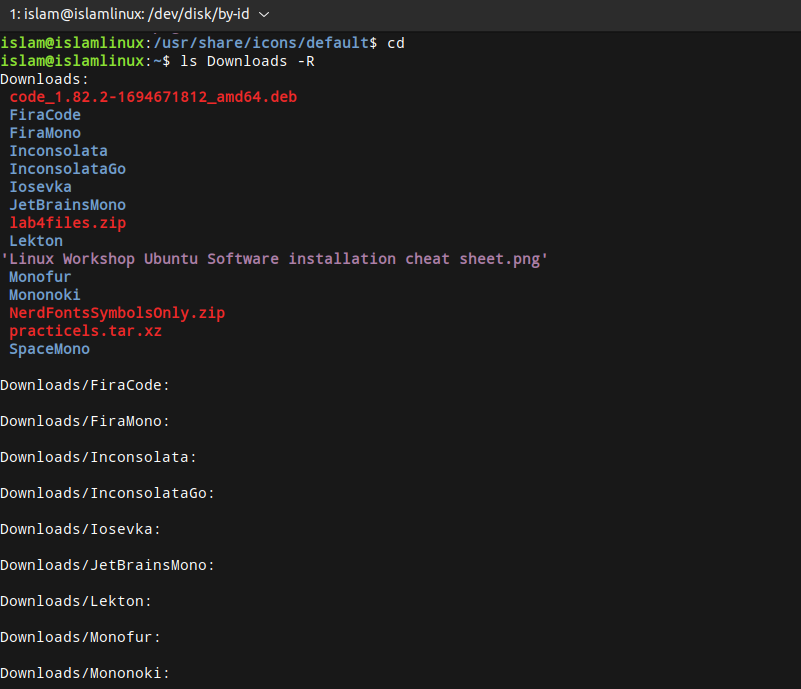 1: islam@islamlinux: /dev/disk/by-id
islam@islamlinux:/usr/share/icons/default$ cd
islam@islamlinux:~$ ls Downloads -R
Downloads:
code_1.82.2-1694671812_amd64.deb
FiraCode
FiraMono
Inconsolata
InconsolataGo
Iosevka
JetBrainsMono
lab4files.zip
Lekton
'Linux Workshop Ubuntu Software installation cheat sheet.png'
Monofur
Mononoki
NerdFontsSymbolsOnly.zip
practicels.tar.xz
SpaceMono
Downloads/FiraCode:
Downloads/FiraMono:
Downloads/Inconsolata:
Downloads/InconsolataGo:
Downloads/Iosevka:
Downloads/JetBrainsMono:
Downloads/Lekton:
Downloads/Monofur:
Downloads/Mononoki: